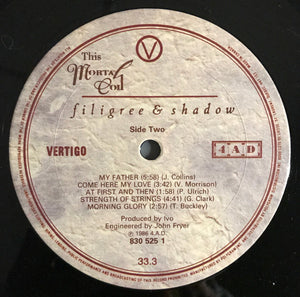 V
This
Mortal
Coil
filigree & shadow
Side Two
VERTIGO
4AD
MY FATHER (5:58) (J. Collins)
COME HERE MY LOVE (3:42) (V. Morrison)
AT FIRST AND THEN (1:58) (P. Ulrich)
STRENGTH OF STRINGS (4:41) (G. Clark)
MORNING GLORY (2:57) (T. Buckley)
Produced by Ivo
Engineered by John Fryer
℗ 1986 4.A.D.
830 525 1
33.3